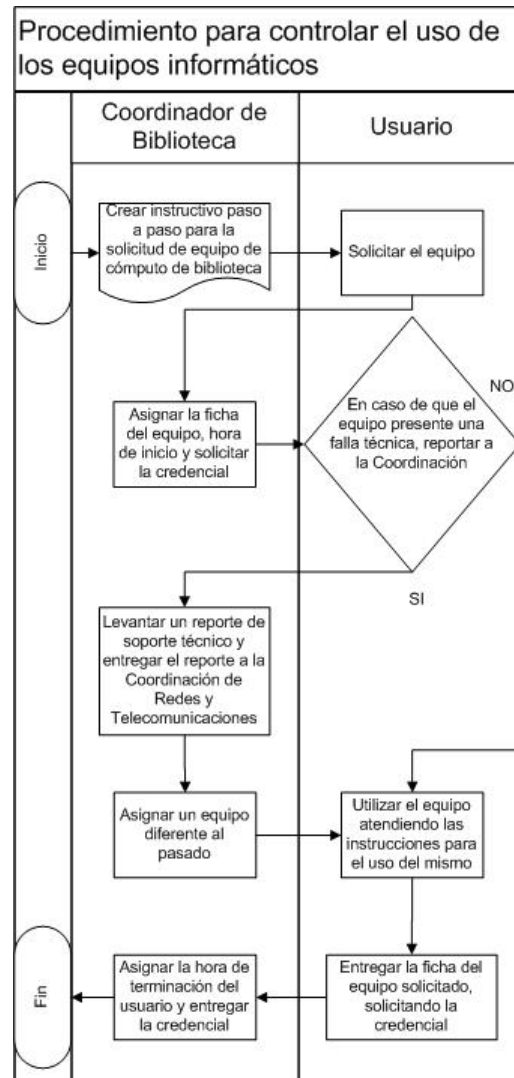 Procedimiento para controlar el uso de
los equipos informáticos
Coordinador de
Biblioteca
Usuario
Inicio
Crear instructivo paso
a paso para la
solicitud de equipo de
cómputo de biblioteca
Solicitar el equipo
Asignar la ficha
del equipo, hora
de inicio y solicitar
la credencial
En caso de que el
equipo presente una
falla técnica, reportar a
la Coordinación
NO
SI
Levantar un reporte de
soporte técnico y
entregar el reporte a la
Coordinación de
Redes y
Telecomunicaciones
Asignar un equipo
diferente al
pasado
Utilizar el equipo
atendiendo las
instrucciones para
el uso del mismo
Entregar la ficha del
equipo solicitado,
solicitando la
credencial
Asignar la hora de
terminación del
usuario y entregar
la credencial
Fin